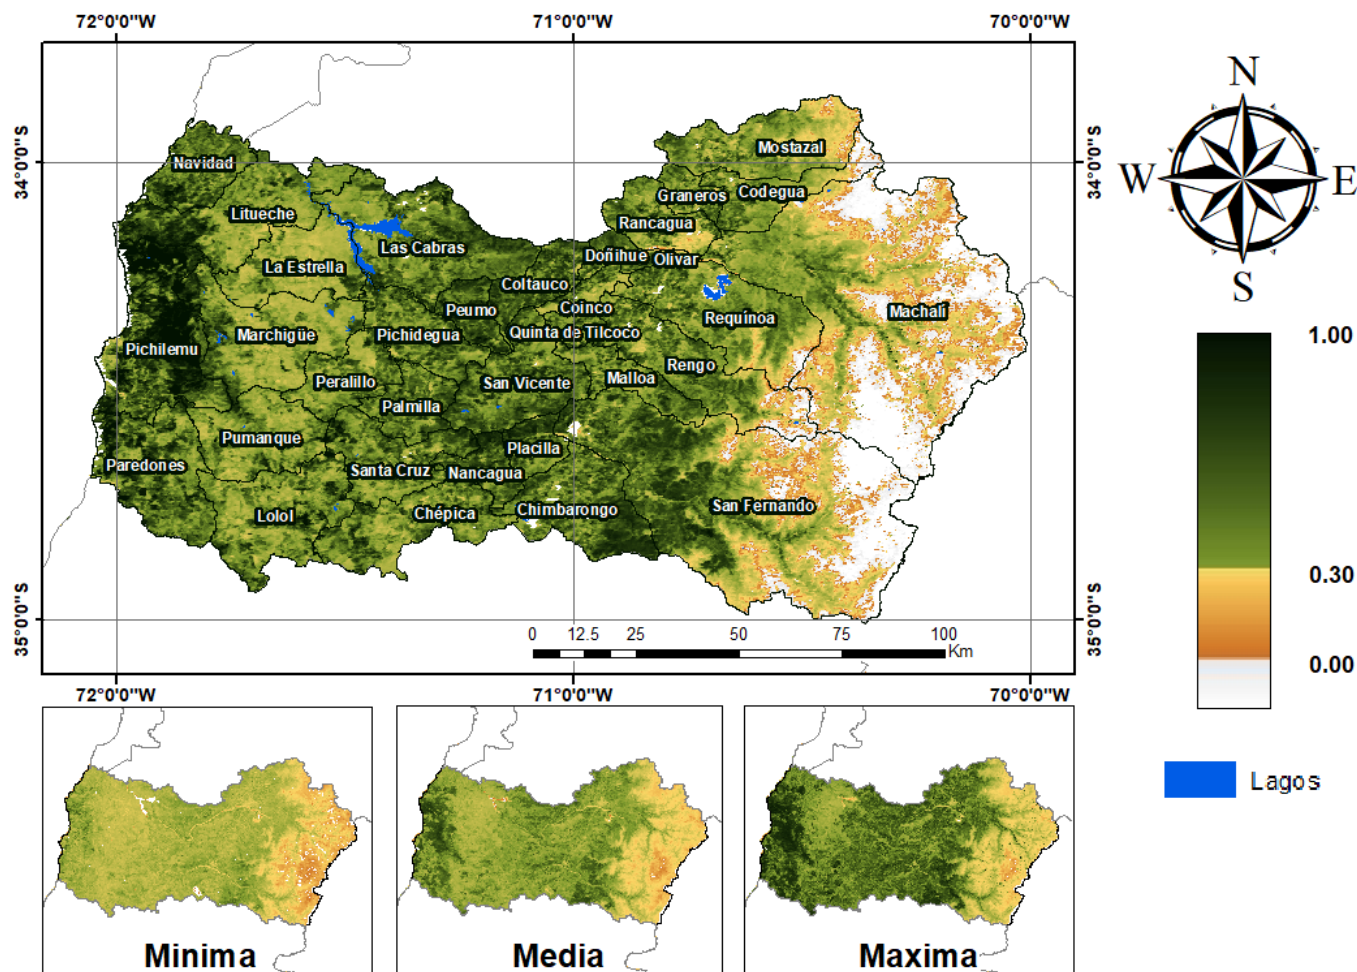 72°0'0"W
71°0'0"W
70°0'0"W
34°0'0"S
34°0'0"S
35°0'0"S
35°0'0"S
N
W
E
S
Mostazal
Navidad
Graneros
Codegua
Litueche
Rancagua
Las Cabras
Doñihue
Olivar
La Estrella
Coltauco
Peumo
Coinco
Requínoa
Machalí
Marchigüe
Pichidegua
Quinta de Tilcoco
Pichilemu
Rengo
Peralillo
San Vicente
Malloa
Palmilla
Pumanque
Placilla
Paredones
Santa Cruz
Nancagua
San Fernando
Lolol
Chépica
Chimbarongo
0 12.5 25 50 75 100
Km
72°0'0"W
71°0'0"W
70°0'0"W
1.00
0.30
0.00
Lagos
Minima
Media
Maxima